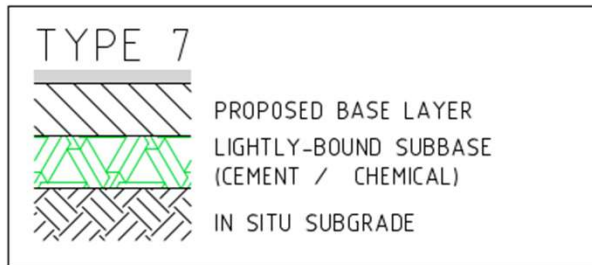 TYPE 7
PROPOSED BASE LAYER
LIGHTLY-BOUND SUBBASE
(CEMENT / CHEMICAL)
IN SITU SUBGRADE